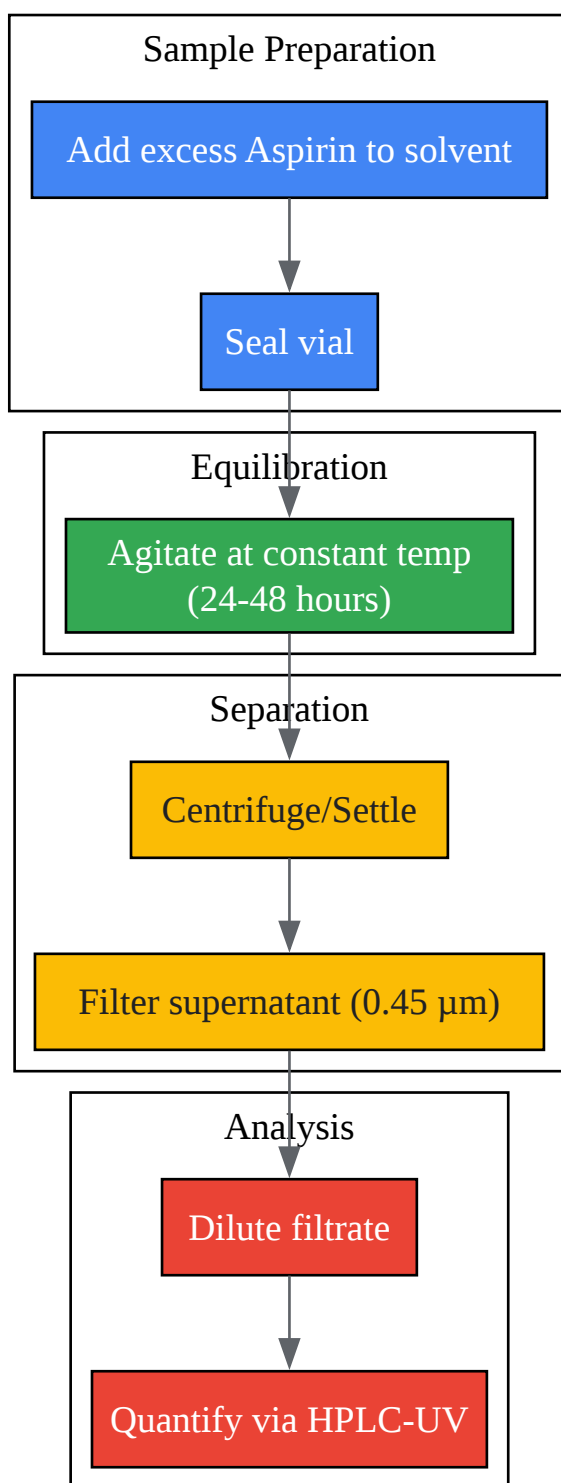 Sample Preparation
Add excess Aspirin to solvent
Seal vial
Equilibration
Agitate at constant temp
(24-48 hours)
Separation
Centrifuge/Settle
Filter supernatant (0.45 µm)
Analysis
Dilute filtrate
Quantify via HPLC-UV